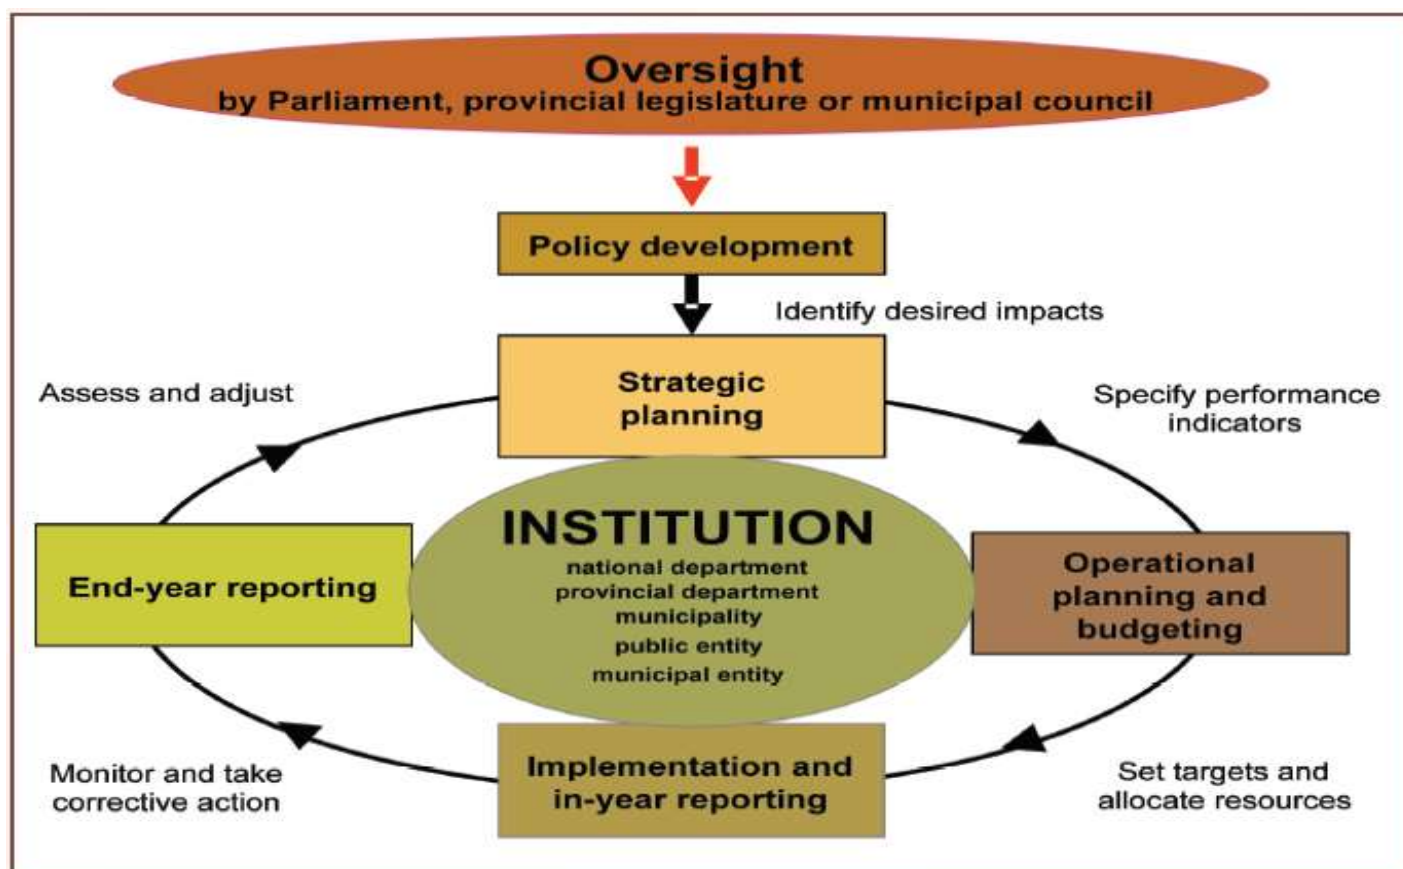 Oversight
by Parliament, provincial legislature or municipal council
Policy development
Identify desired impacts
Strategic
planning
Assess and adjust
Specify performance
indicators
INSTITUTION
national department
provincial department
municipality
public entity
municipal entity
End-year reporting
Operational
planning and
budgeting
Implementation and
in-year reporting
Monitor and take
corrective action
Set targets and
allocate resources